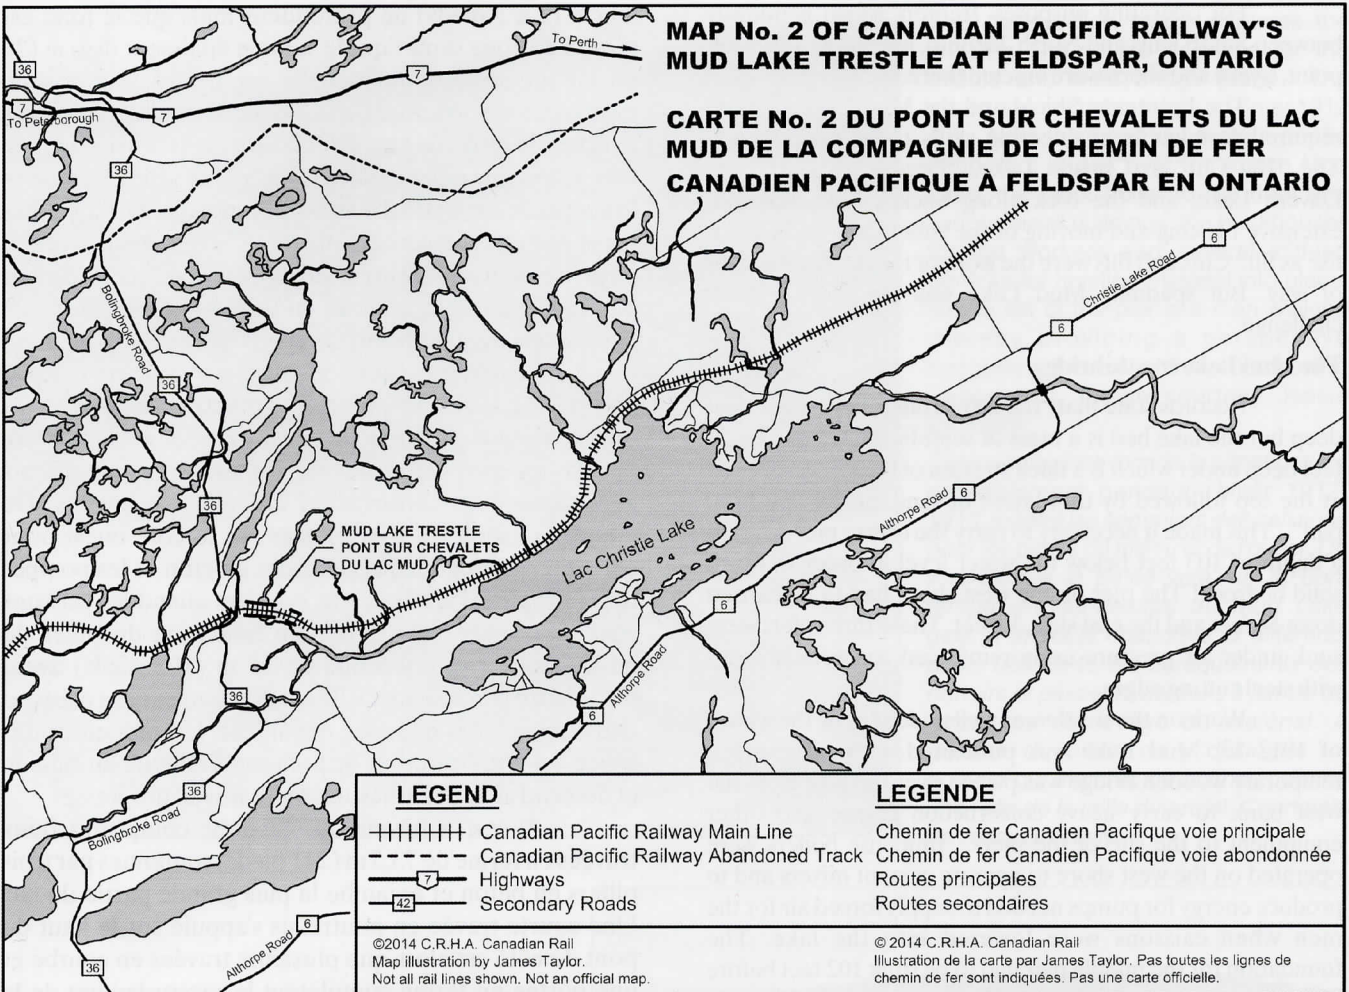 MAP No. 2 OF CANADIAN PACIFIC RAILWAY'S
MUD LAKE TRESTLE AT FELDSPAR, ONTARIO
CARTE No. 2 DU PONT SUR CHEVALETS DU LAC
MUD DE LA COMPAGNIE DE CHEMIN DE FER
CANADIEN PACIFIQUE À FELDSPAR EN ONTARIO
To Perth
36
7
7
7
To Peterborough
36
6
Christie Lake Road
6
Bolingbroke Road
36
36
6
Althorpe Road
MUD LAKE TRESTLE
PONT SUR CHEVALETS
DU LAC MUD
Lac Christie Lake
6
Althorpe Road
36
6
36
Bolingbroke Road
6
Althorpe Road
36
LEGEND
Canadian Pacific Railway Main Line
Canadian Pacific Railway Abandoned Track
7 Highways
42 Secondary Roads
©2014 C.R.H.A. Canadian Rail
Map illustration by James Taylor.
Not all rail lines shown. Not an official map.
LEGENDE
Chemin de fer Canadien Pacifique voie principale
Chemin de fer Canadien Pacifique voie abondonnée
Routes principales
Routes secondaires
© 2014 C.R.H.A. Canadian Rail
Illustration de la carte par James Taylor. Pas toutes les lignes de
chemin de fer sont indiquées. Pas une carte officielle.